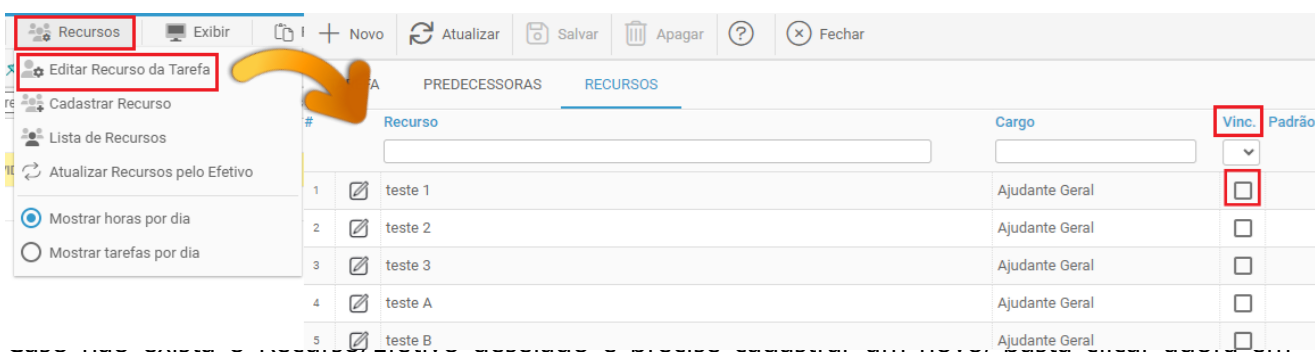 Recursos Exibir
Novo Atualizar Salvar Apagar ? Fechar
Editar Recurso da Tarefa
Cadastrar Recurso
Lista de Recursos
Atualizar Recursos pelo Efetivo
Mostrar horas por dia
Mostrar tarefas por dia
PREDECESSORAS RECURSOS
# Recurso Cargo Vinc. Padrão
1 teste 1 Ajudante Geral
2 teste 2 Ajudante Geral
3 teste 3 Ajudante Geral
4 teste A Ajudante Geral
5 teste B Ajudante Geral